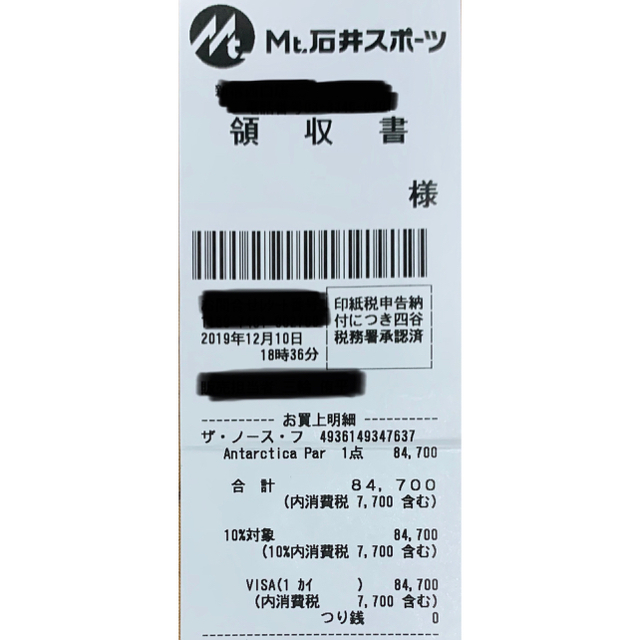 Mt
Mt.石井スポーツ
領 収 書
様
印紙税申告納
付につき四谷
税務署承認済
2019年12月10日
18時36分
---------- お買上明細 ----------
ザ・ノース・フ 4936149347637
Antarctica Par 1点 84,700
合 計 84,700
(内消費税 7,700 含む)
10%対象 84,700
(10%内消費税 7,700 含む)
VISA(1 カイ ) 84,700
(内消費税 7,700 含む)
つり銭 0